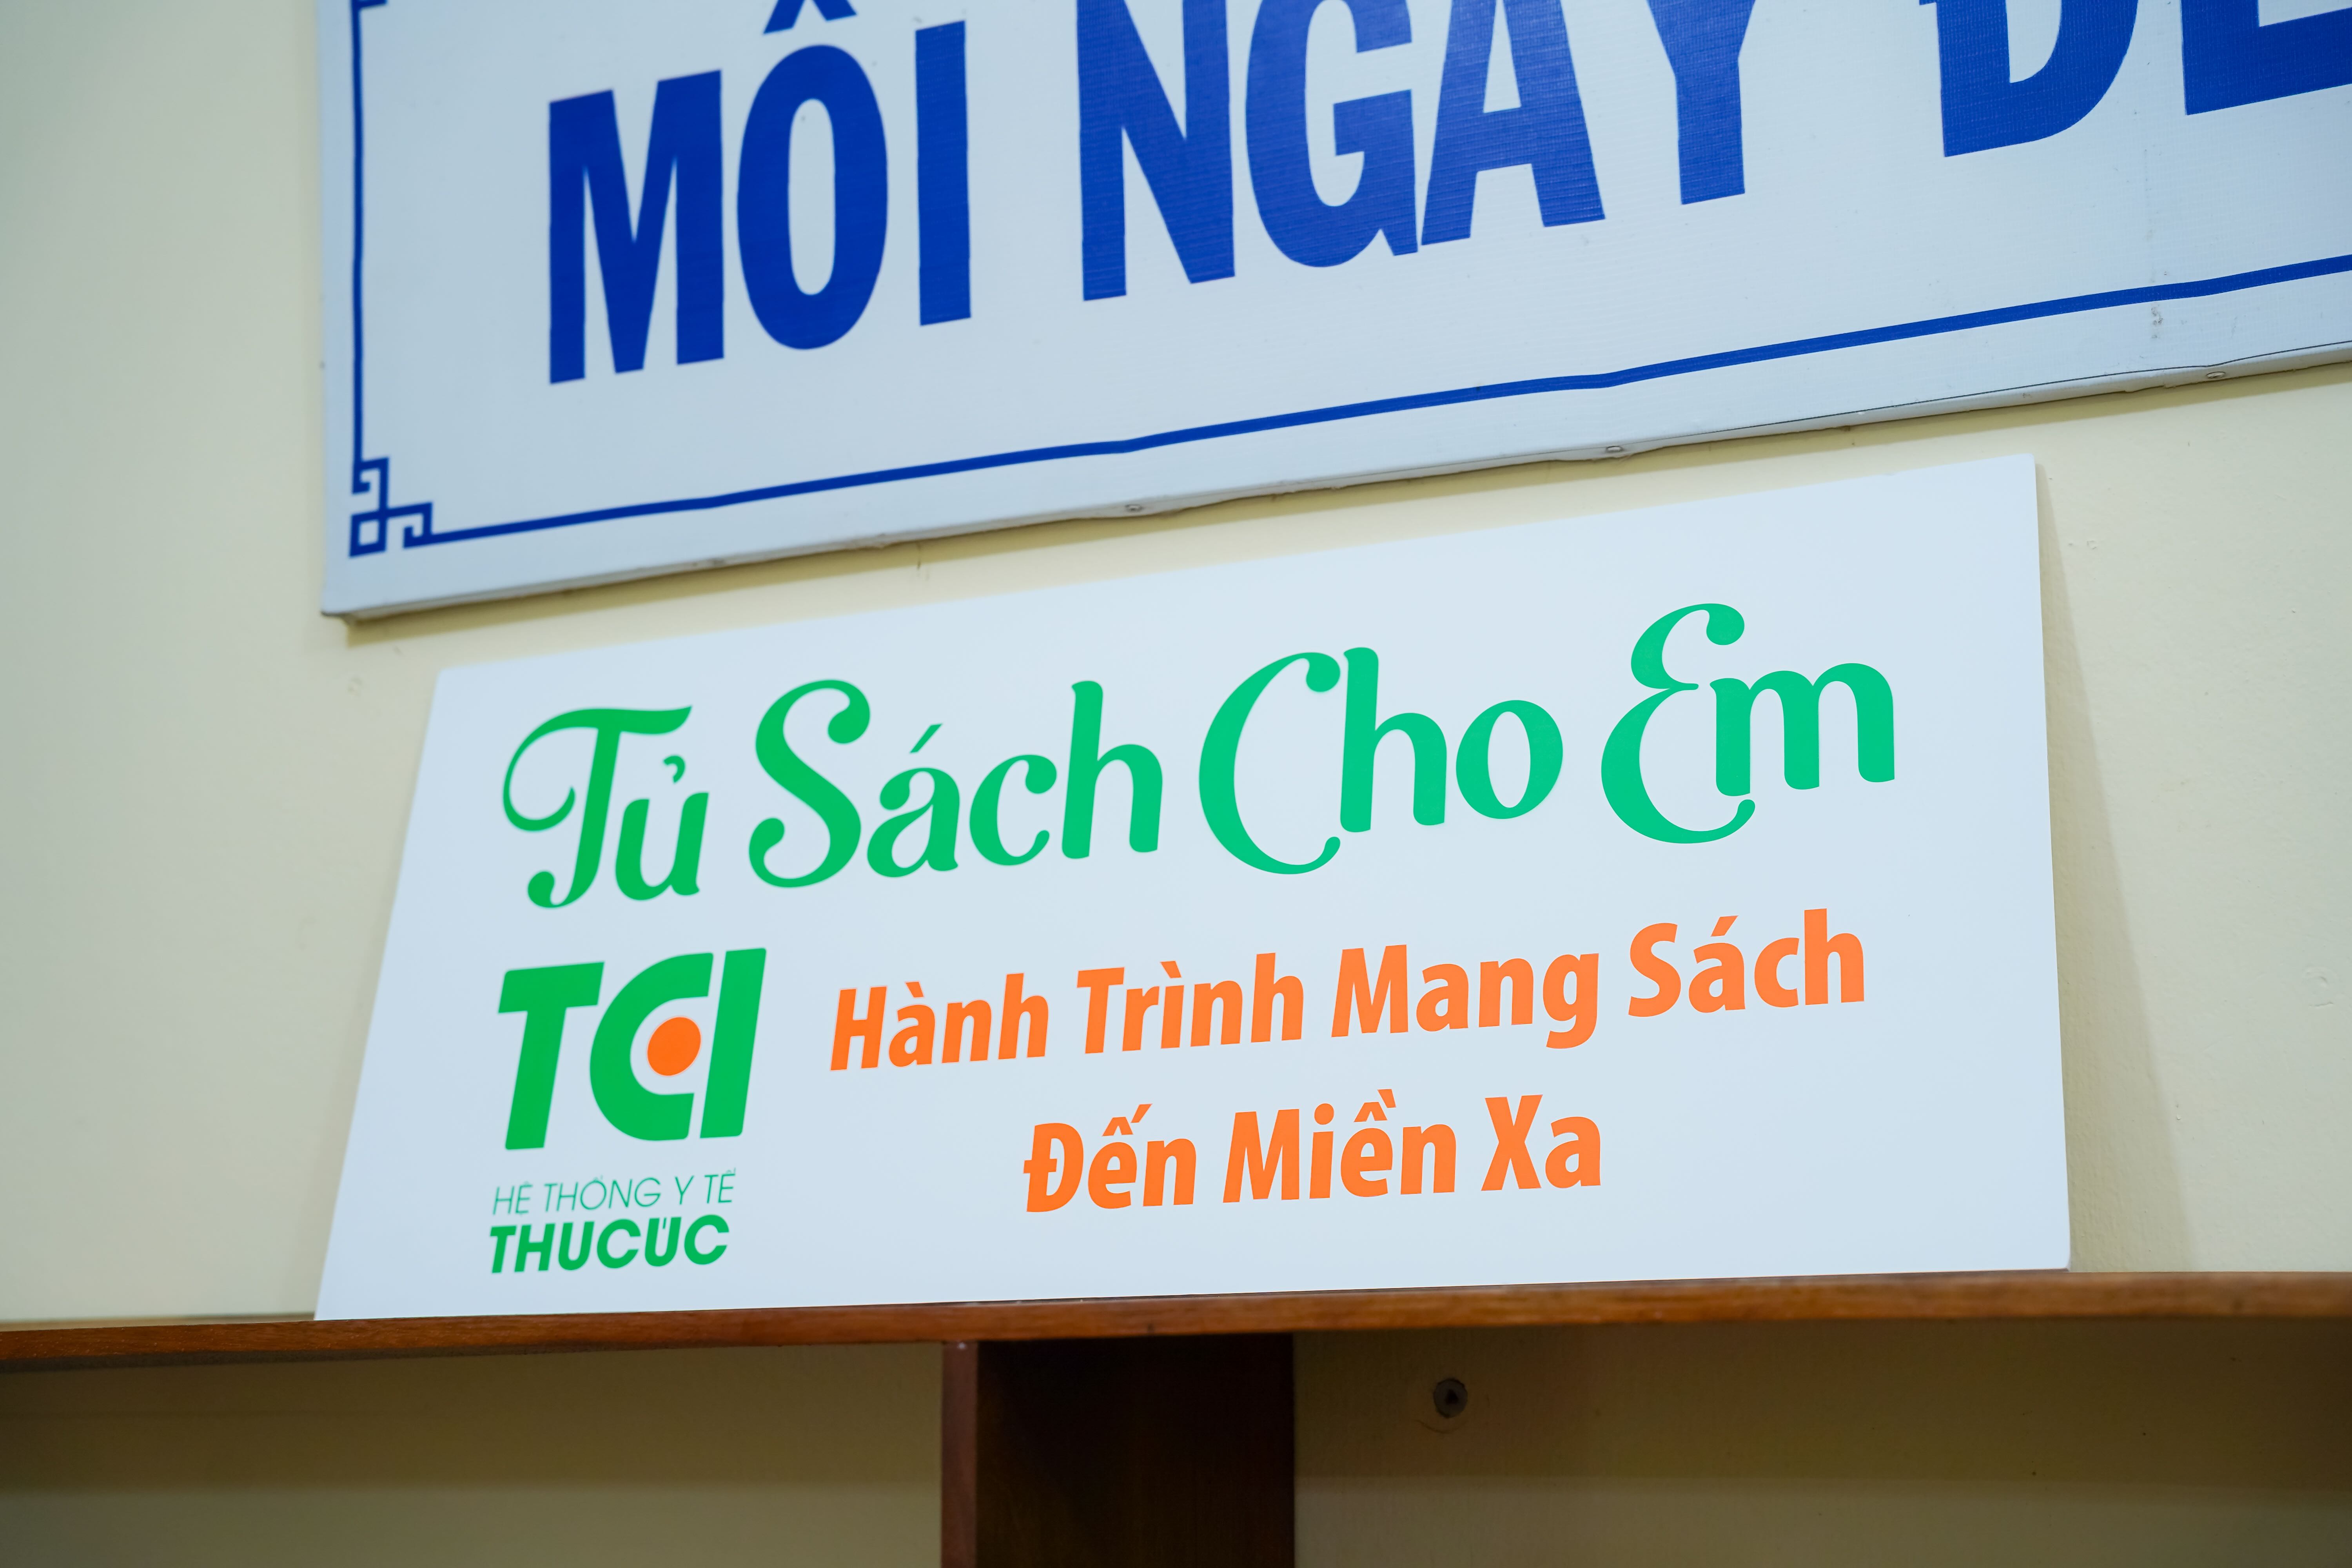 MỖI NGÀY
Tủ Sách Cho Em
TCI
HỆ THỐNG Y TẾ
THU CÚC
Hành Trình Mang Sách
Đến Miền Xa